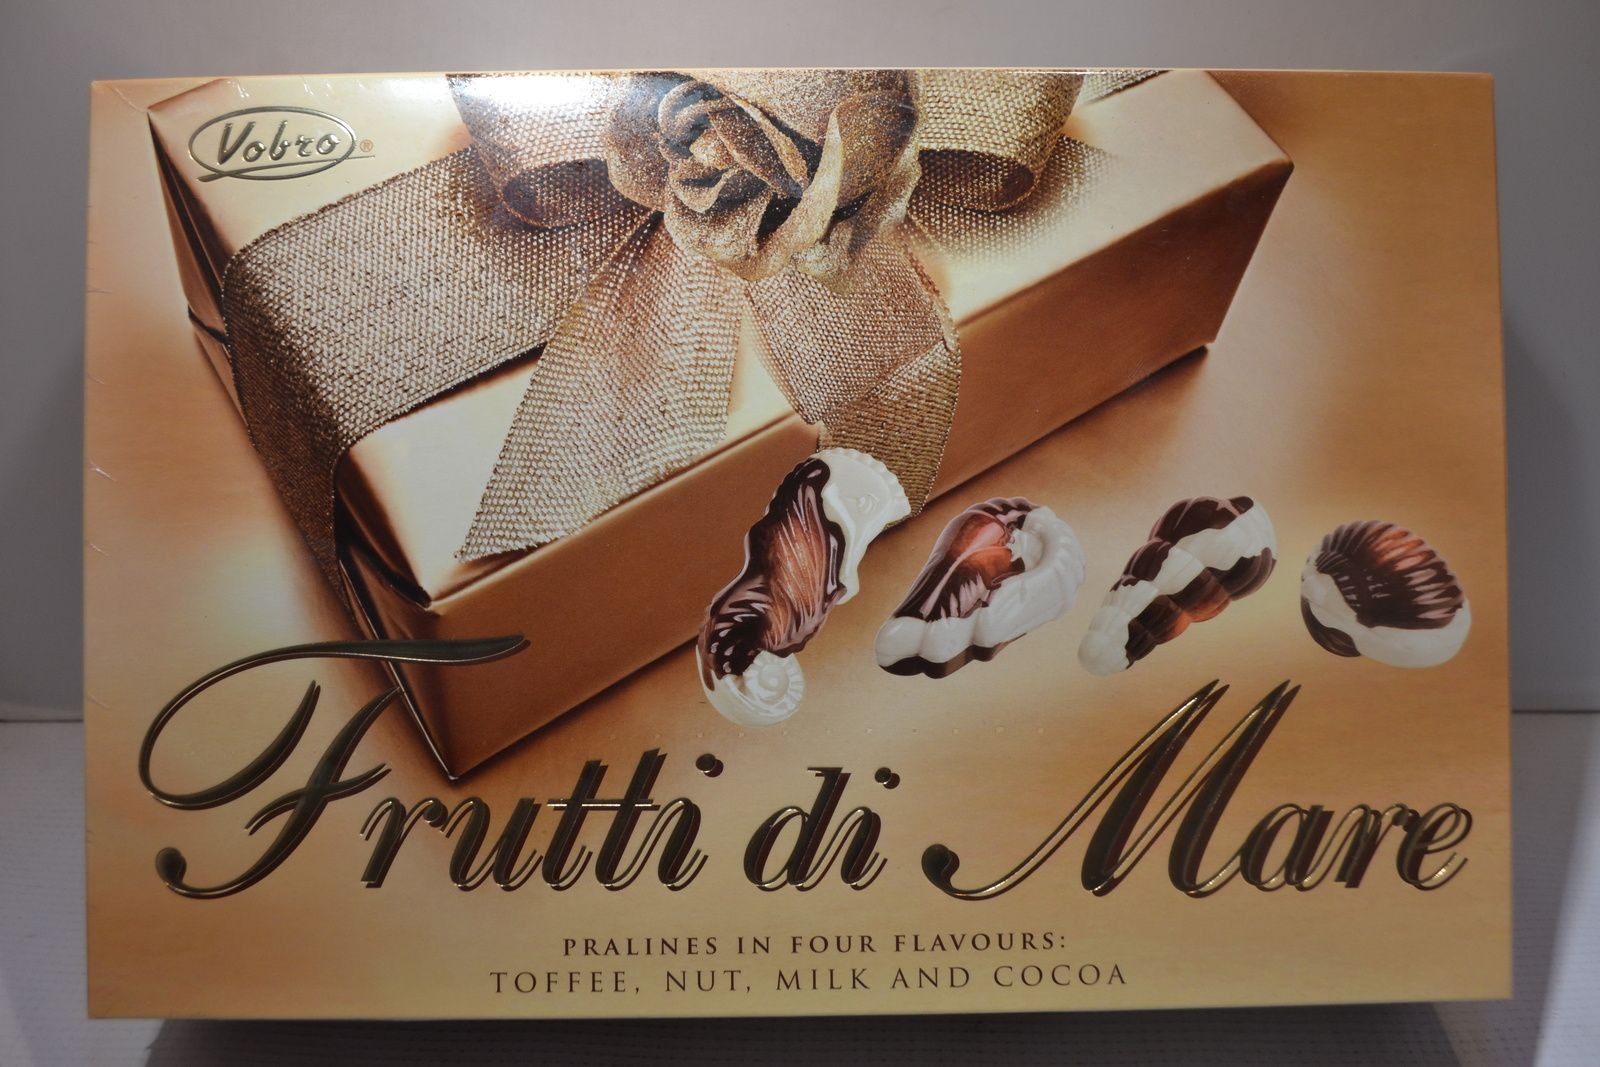 Vobro®
Frutti di Mare
PRALINES IN FOUR FLAVOURS:
TOFFEE, NUT, MILK AND COCOA